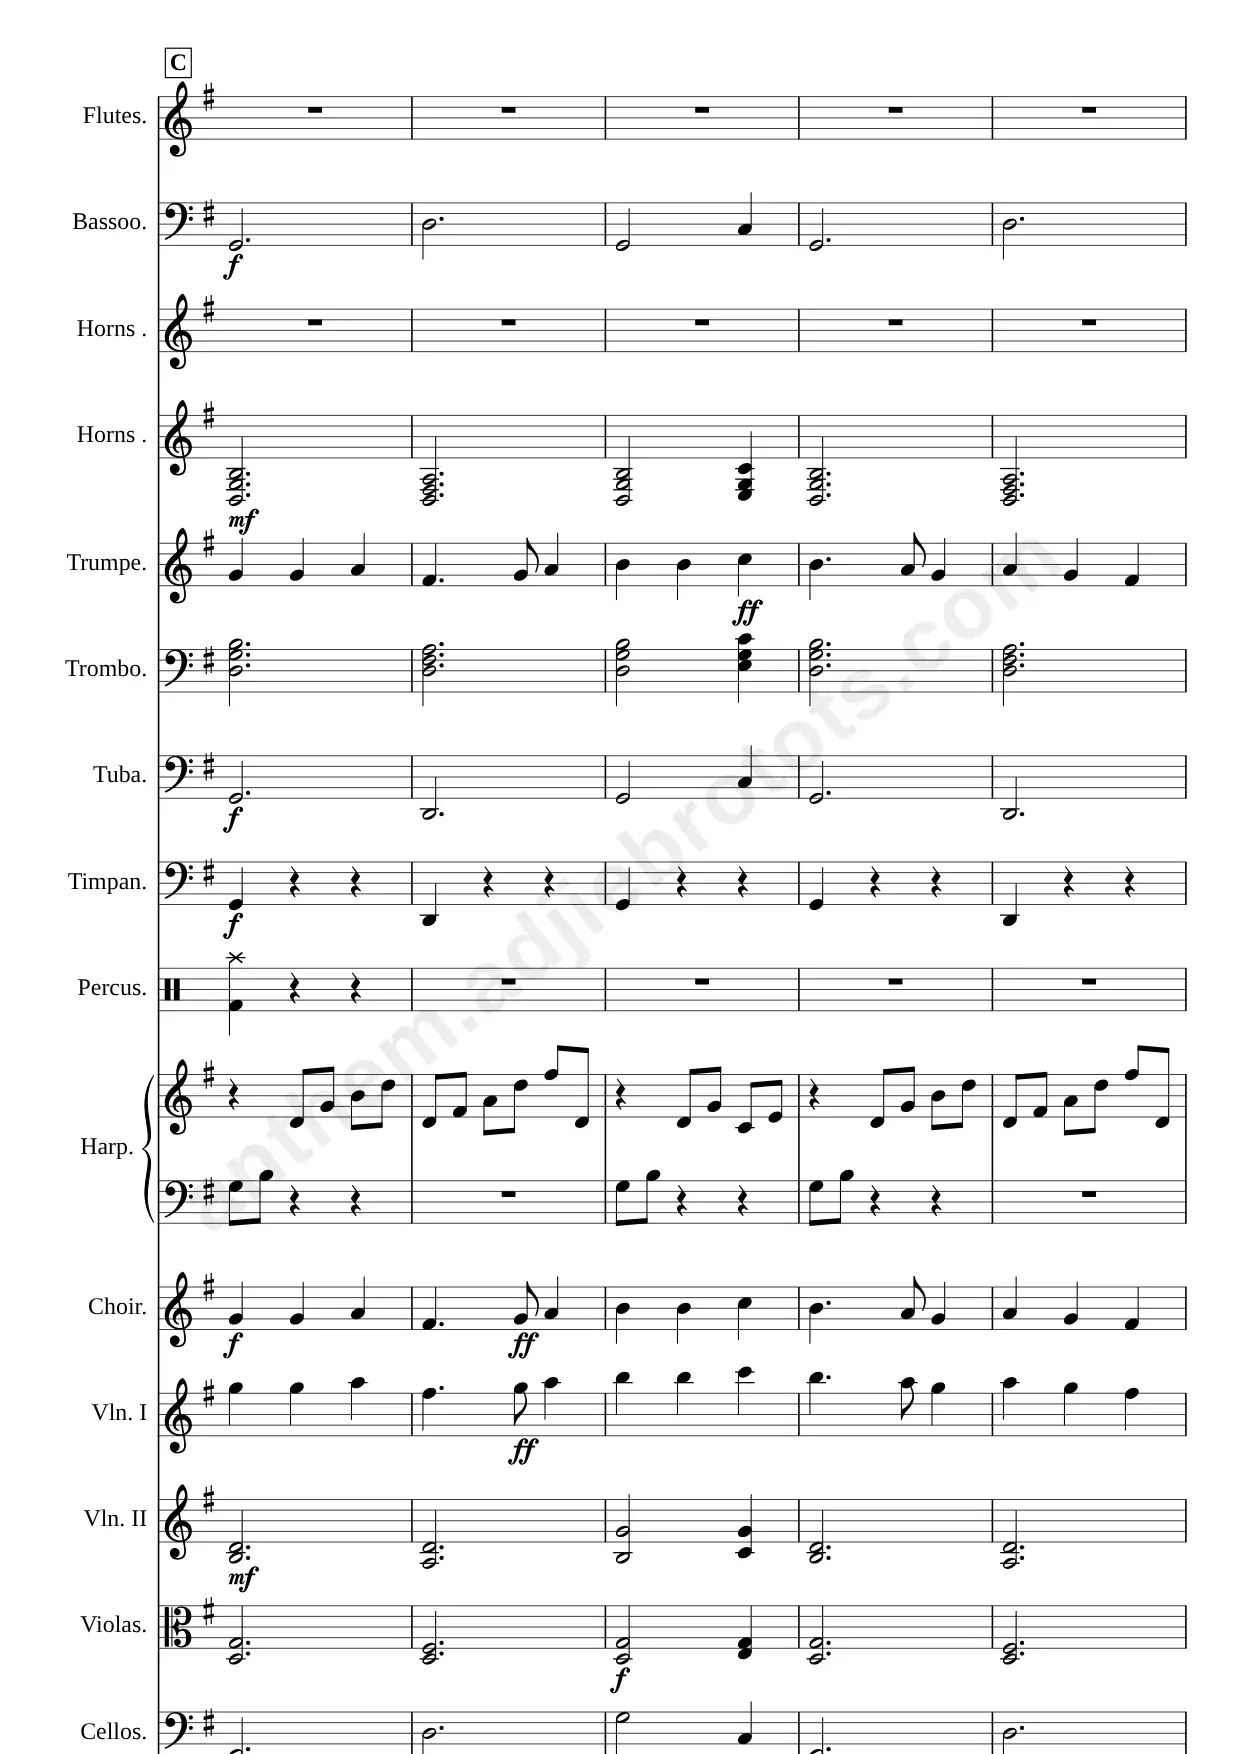 C
Flutes.
Bassoo.
f
Horns .
Horns .
mf
Trumpe.
ff
Trombo.
Tuba.
f
Timpan.
f
Percus.
Harp.
Choir.
f ff
Vln. I
ff
Vln. II
mf
Violas.
f
Cellos.
anthem.adjiebrotots.com